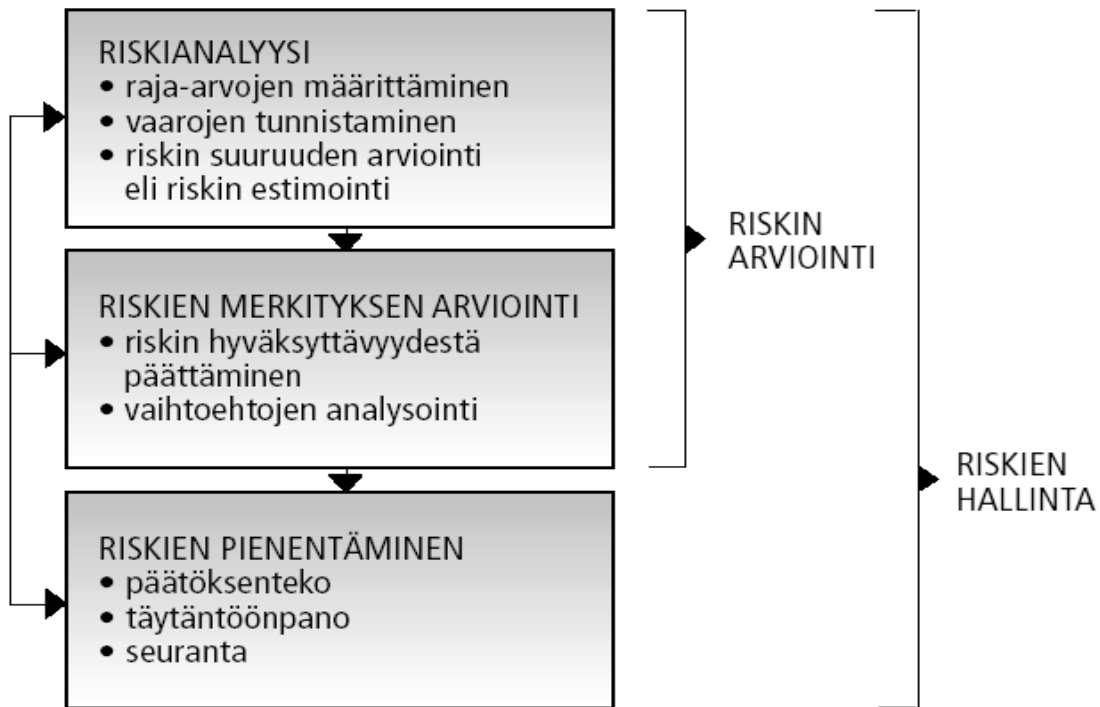 RISKIANALYYSI
• raja-arvojen määrittäminen
• vaarojen tunnistaminen
• riskin suuruuden arviointi
eli riskin estimointi
RISKIEN MERKITYKSEN ARVIOINTI
• riskin hyväksyttävyydestä
päättäminen
• vaihtoehtojen analysointi
RISKIEN PIENENTÄMINEN
• päätöksenteko
• täytäntöönpano
• seuranta
RISKIN
ARVIOINTI
RISKIEN
HALLINTA